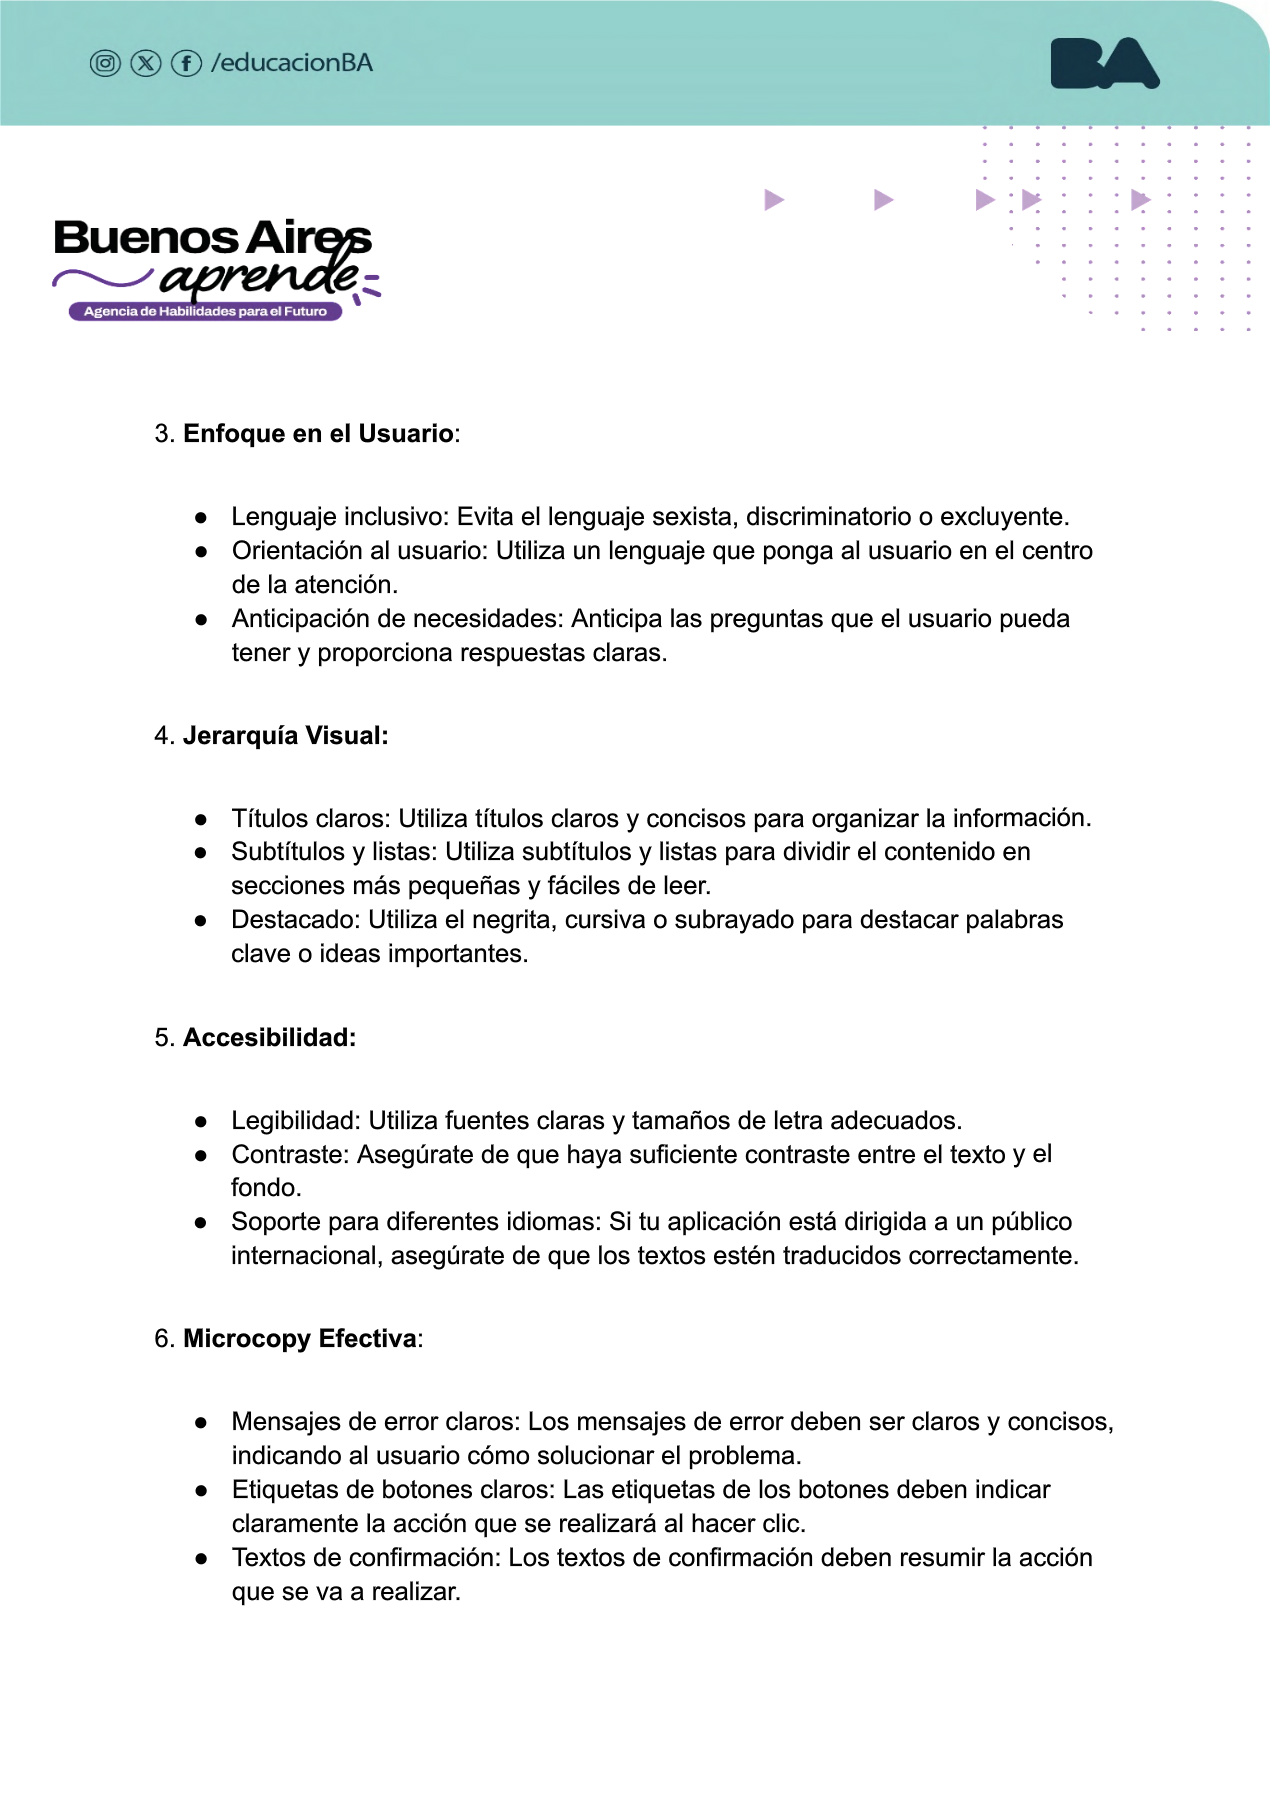 /educacionBA
BA
Buenos Aires
aprende
Agencia de Habilidades para el Futuro
3. Enfoque en el Usuario:
● Lenguaje inclusivo: Evita el lenguaje sexista, discriminatorio o excluyente.
● Orientación al usuario: Utiliza un lenguaje que ponga al usuario en el centro
de la atención.
● Anticipación de necesidades: Anticipa las preguntas que el usuario pueda
tener y proporciona respuestas claras.
4. Jerarquía Visual:
● Títulos claros: Utiliza títulos claros y concisos para organizar la información.
● Subtítulos y listas: Utiliza subtítulos y listas para dividir el contenido en
secciones más pequeñas y fáciles de leer.
● Destacado: Utiliza el negrita, cursiva o subrayado para destacar palabras
clave o ideas importantes.
5. Accesibilidad:
● Legibilidad: Utiliza fuentes claras y tamaños de letra adecuados.
● Contraste: Asegúrate de que haya suficiente contraste entre el texto y el
fondo.
● Soporte para diferentes idiomas: Si tu aplicación está dirigida a un público
internacional, asegúrate de que los textos estén traducidos correctamente.
6. Microcopy Efectiva:
● Mensajes de error claros: Los mensajes de error deben ser claros y concisos,
indicando al usuario cómo solucionar el problema.
● Etiquetas de botones claros: Las etiquetas de los botones deben indicar
claramente la acción que se realizará al hacer clic.
● Textos de confirmación: Los textos de confirmación deben resumir la acción
que se va a realizar.